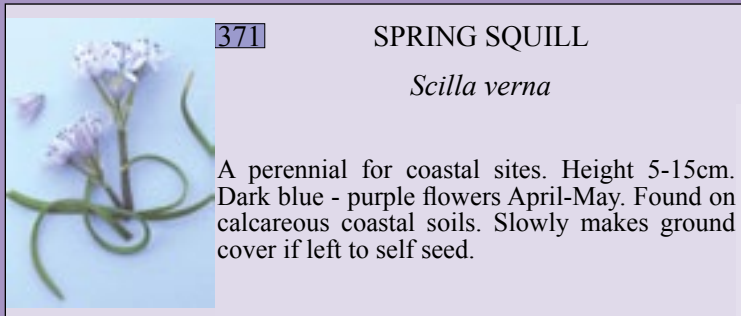 371 SPRING SQUILL
Scilla verna
A perennial for coastal sites. Height 5-15cm.
Dark blue - purple flowers April-May. Found on
calcareous coastal soils. Slowly makes ground
cover if left to self seed.